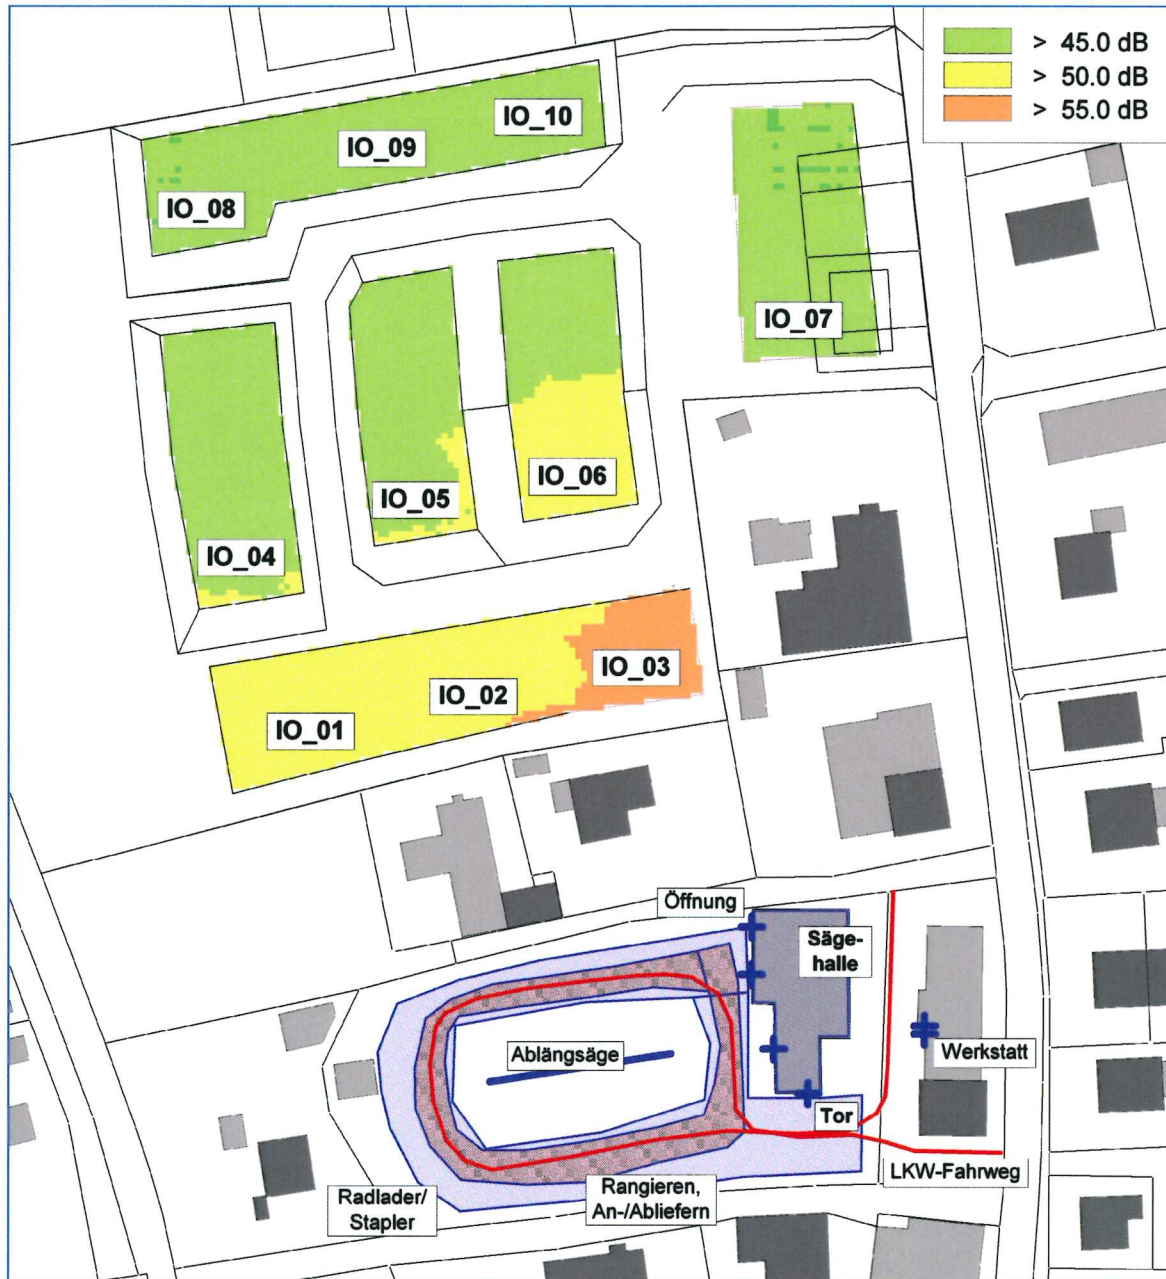 > 45.0 dB
> 50.0 dB
> 55.0 dB
IO_10
IO_09
IO_08
IO_07
IO_06
IO_05
IO_04
IO_03
IO_02
IO_01
Öffnung
Säge-
halle
Ablängsäge
Werkstatt
Tor
LKW-Fahrweg
Radlader/
Stapler
Rangieren,
An-/Abliefern